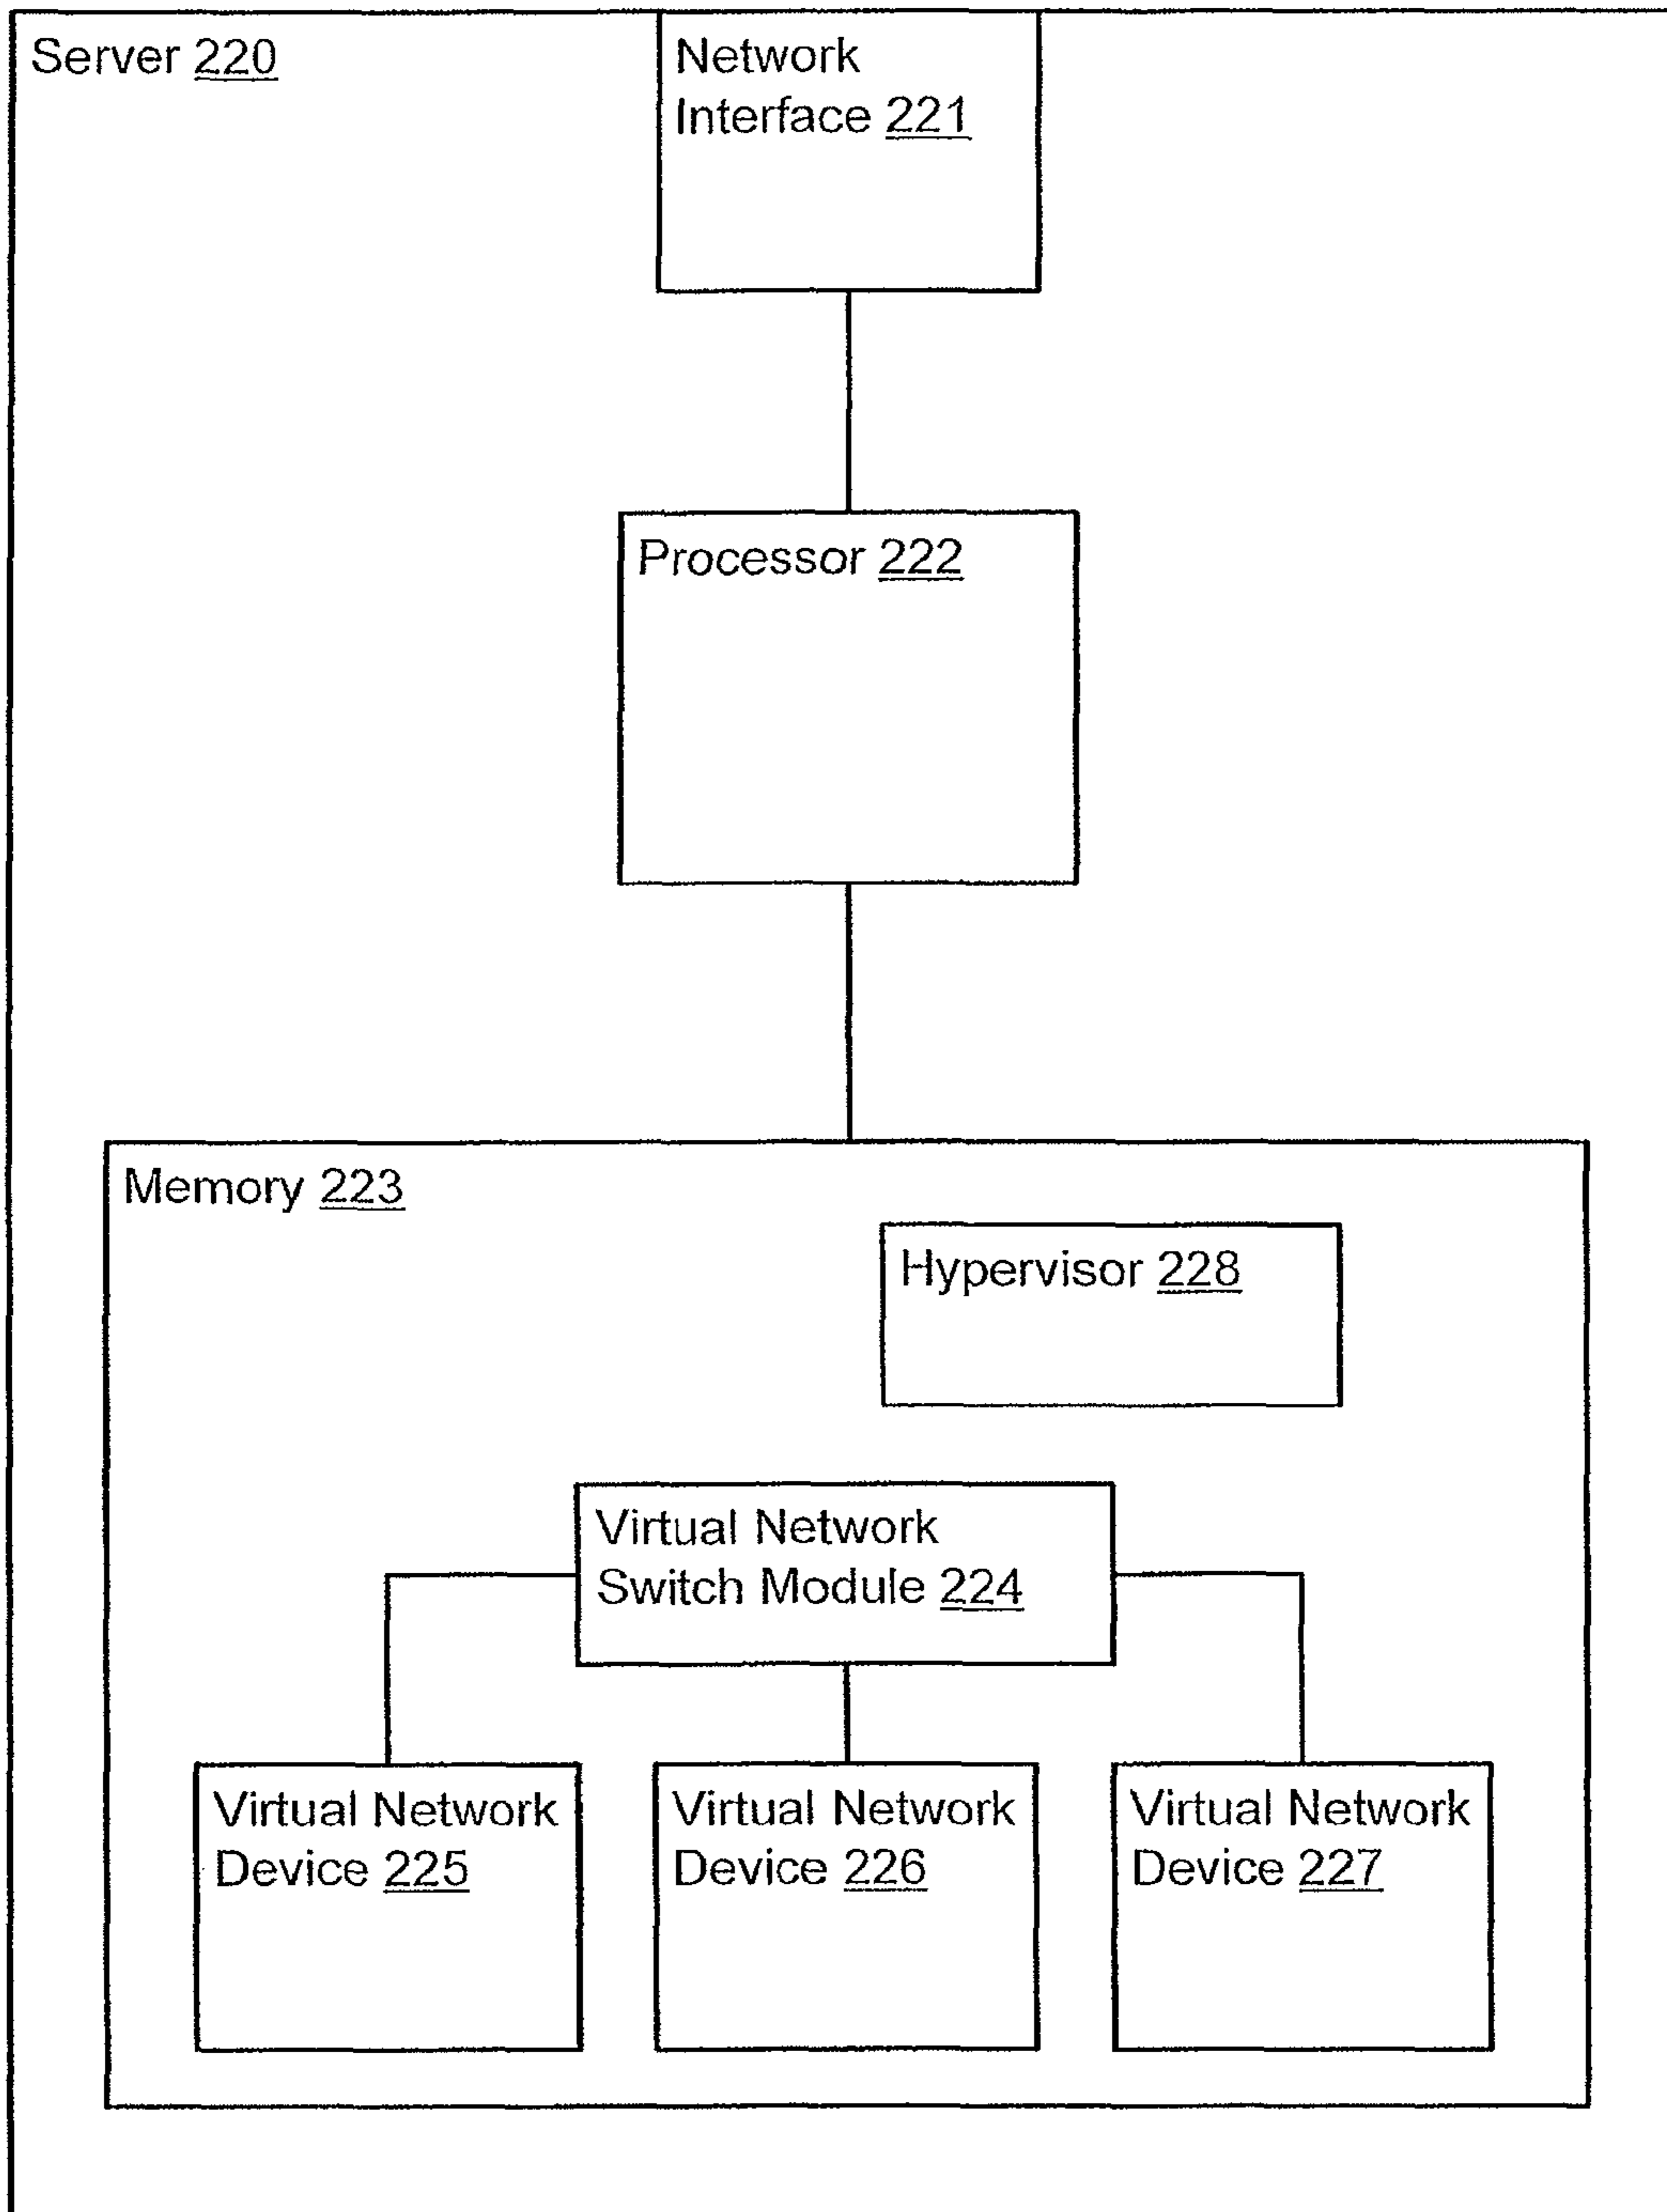 Server 220
Network
Interface 221
Processor 222
Memory 223
Hypervisor 228
Virtual Network
Switch Module 224
Virtual Network
Device 225
Virtual Network
Device 226
Virtual Network
Device 227